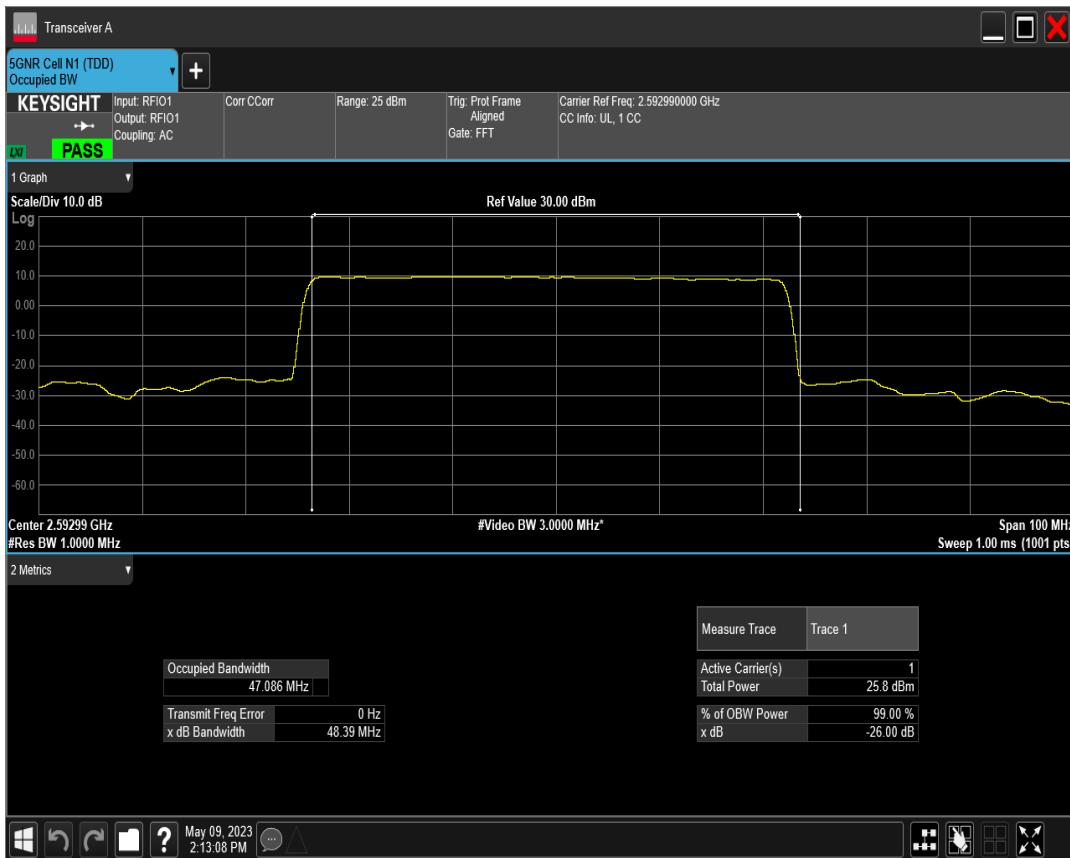 Transceiver A
5GNR Cell N1 (TDD)
Occupied BW
+
KEYSIGHT
LXI
PASS
Input: RFIO1
Output: RFIO1
Coupling: AC
Corr CCorr
Range: 25 dBm
Trig: Prot Frame
Aligned
Gate: FFT
Carrier Ref Freq: 2.592990000 GHz
CC Info: UL, 1 CC
1 Graph
Scale/Div 10.0 dB
Ref Value 30.00 dBm
Log
20.0
10.0
0.00
-10.0
-20.0
-30.0
-40.0
-50.0
-60.0
Center 2.59299 GHz
#Video BW 3.0000 MHz*
Span 100 MHz
#Res BW 1.0000 MHz
Sweep 1.00 ms (1001 pts
2 Metrics
Measure Trace Trace 1
Occupied Bandwidth
47.086 MHz
Active Carrier(s) 1
Total Power 25.8 dBm
Transmit Freq Error 0 Hz
x dB Bandwidth 48.39 MHz
% of OBW Power 99.00 %
x dB -26.00 dB
?
May 09, 2023
2:13:08 PM